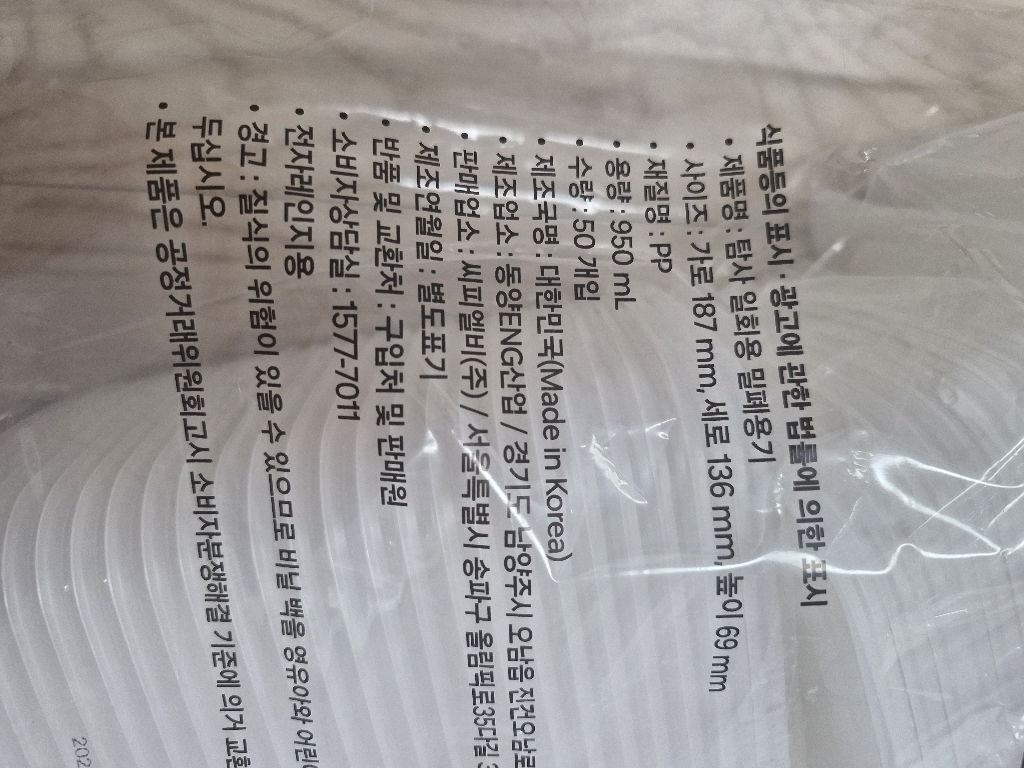 식품등의 표시·광고에 관한 법률에 의한 표시
• 제품명 : 탐사 일회용 밀폐용기
• 사이즈 : 가로 187 mm, 세로 136 mm, 높이 69 mm
• 재질명 : PP
• 용량 : 950 mL
• 수량 : 50 개입
• 제조국명 : 대한민국(Made in Korea)
• 제조업소 : 동양ENG산업 / 경기도 남양주시 오남읍 진건오남로
• 판매업소 : 씨피엘비(주) / 서울특별시 송파구 올림픽로35다길
• 제조연월일 : 별도표기
• 반품 및 교환처 : 구입처 및 판매원
• 소비자상담실 : 1577-7011
• 전자레인지용
• 경고 : 질식의 위험이 있을 수 있으므로 비닐 백을 영유아와
두십시오.
• 본 제품은 공정거래위원회고시 소비자분쟁해결 기준에 의거
202